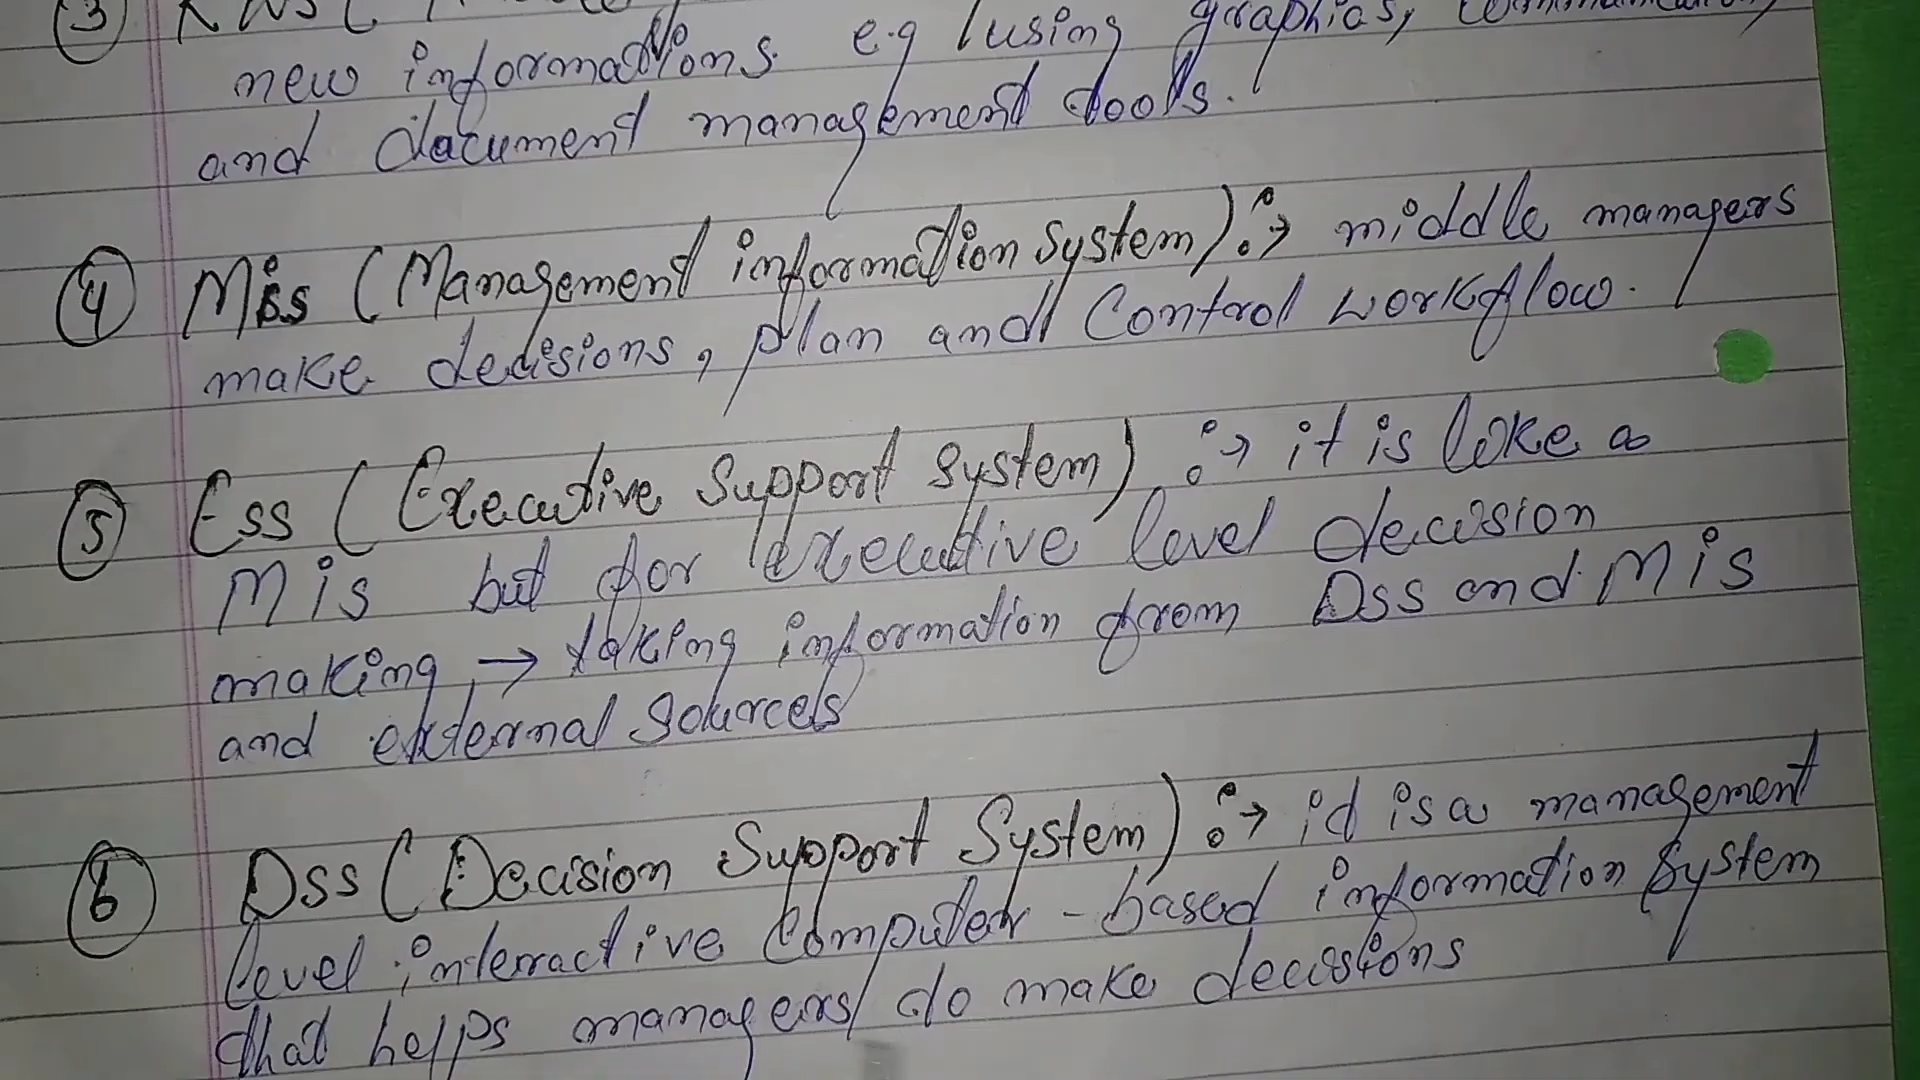 ③ KWS (
new informations. e.g (using graphics,
and document management tools.
④ Mis (Management information System) :→ middle managers
make decisions, plan and Control workflow.
⑤ Ess (Executive Support System) :→ it is like a
Mis but for executive level decision
making → taking information from Dss and Mis
and external sources
⑥ Dss (Decision Support System) :→ it is a management
level interactive Computer-based information System
that helps managers to make decisions